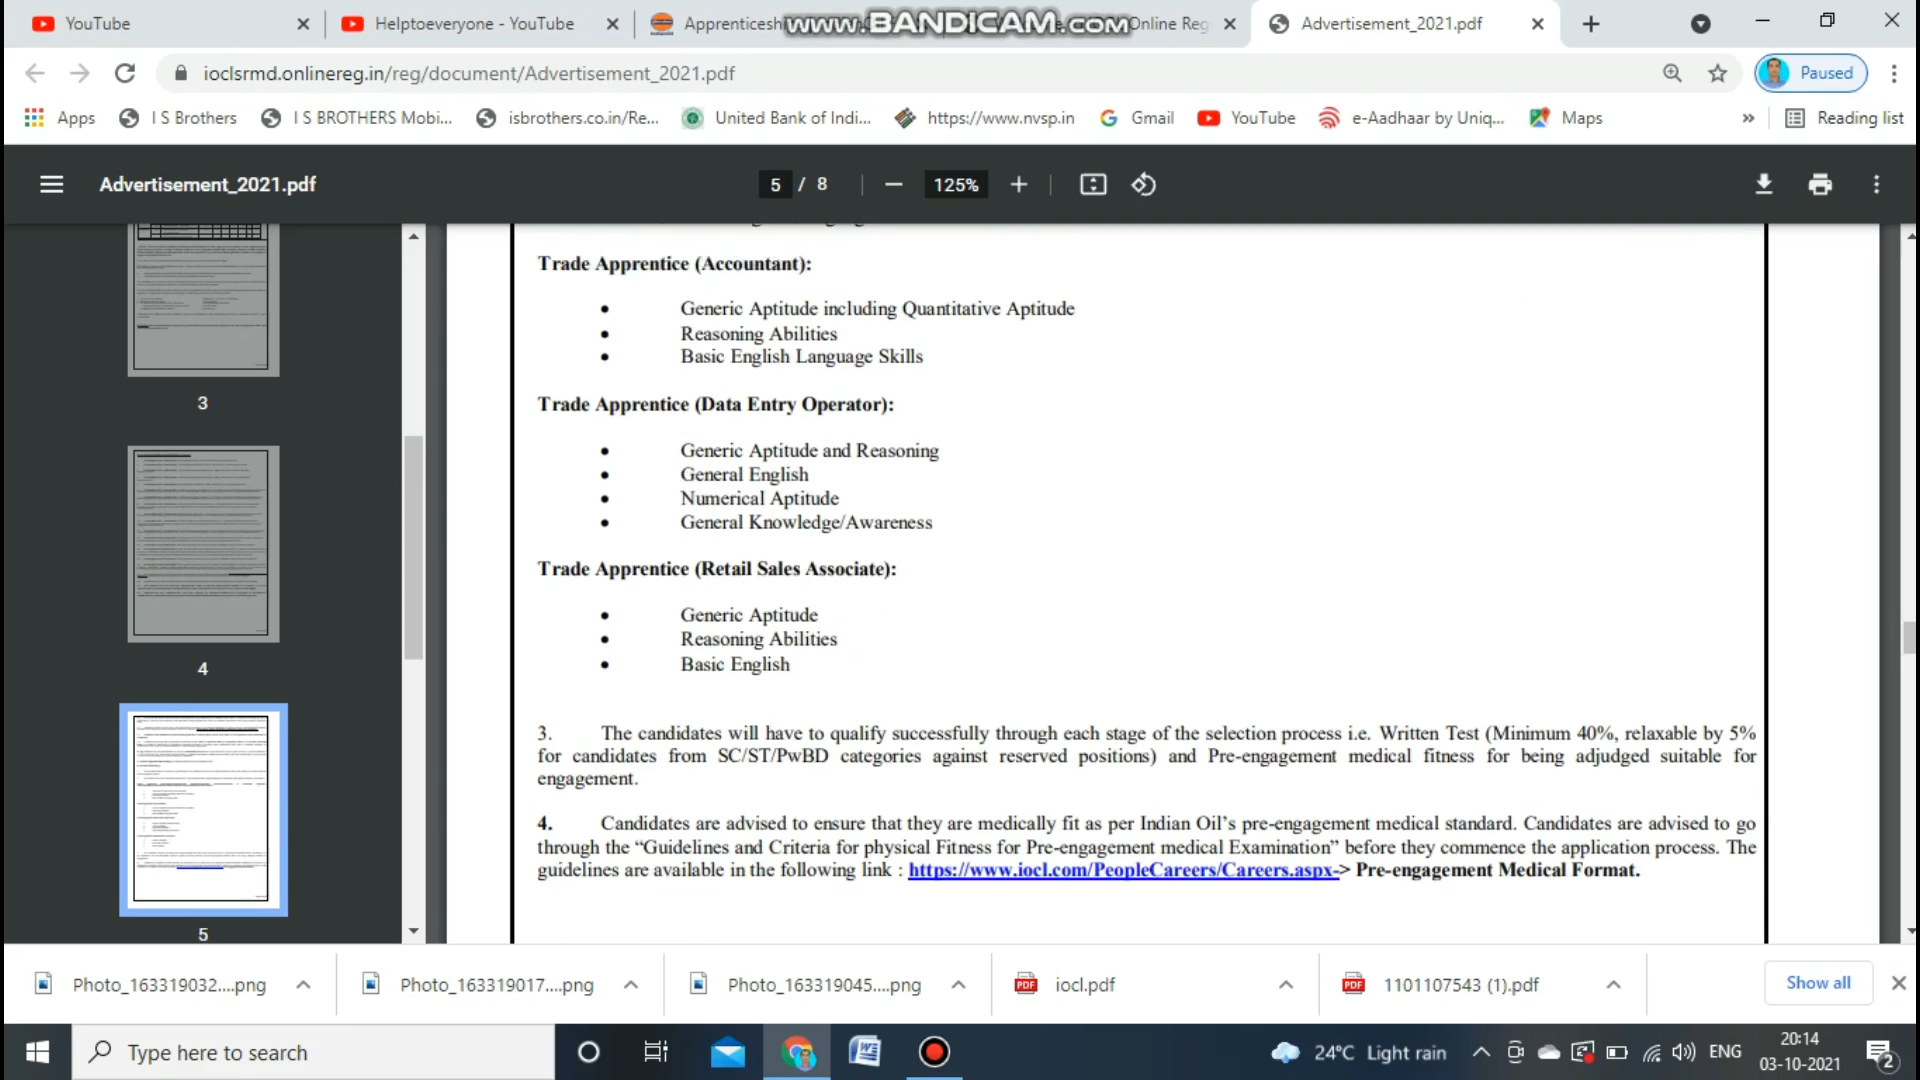 YouTube
Helptoeveryone - YouTube
Apprenticeshi
www.BANDICAM.com
Online Reg
Advertisement_2021.pdf
ioclsrmd.onlinereg.in/reg/document/Advertisement_2021.pdf
Paused
Apps
I S Brothers
I S BROTHERS Mobi...
isbrothers.co.in/Re...
United Bank of Indi...
https://www.nvsp.in
Gmail
YouTube
e-Aadhaar by Uniq...
Maps
»
Reading list
Advertisement_2021.pdf
5 / 8
125%
3
4
5
Trade Apprentice (Accountant):
• Generic Aptitude including Quantitative Aptitude
• Reasoning Abilities
• Basic English Language Skills
Trade Apprentice (Data Entry Operator):
• Generic Aptitude and Reasoning
• General English
• Numerical Aptitude
• General Knowledge/Awareness
Trade Apprentice (Retail Sales Associate):
• Generic Aptitude
• Reasoning Abilities
• Basic English
3. The candidates will have to qualify successfully through each stage of the selection process i.e. Written Test (Minimum 40%, relaxable by 5%
for candidates from SC/ST/PwBD categories against reserved positions) and Pre-engagement medical fitness for being adjudged suitable for
engagement.
4. Candidates are advised to ensure that they are medically fit as per Indian Oil’s pre-engagement medical standard. Candidates are advised to go
through the “Guidelines and Criteria for physical Fitness for Pre-engagement medical Examination” before they commence the application process. The
guidelines are available in the following link : https://www.iocl.com/PeopleCareers/Careers.aspx-> Pre-engagement Medical Format.
Photo_163319032....png
Photo_163319017....png
Photo_163319045....png
iocl.pdf
1101107543 (1).pdf
Show all
Type here to search
24°C Light rain
ENG
20:14
03-10-2021
2